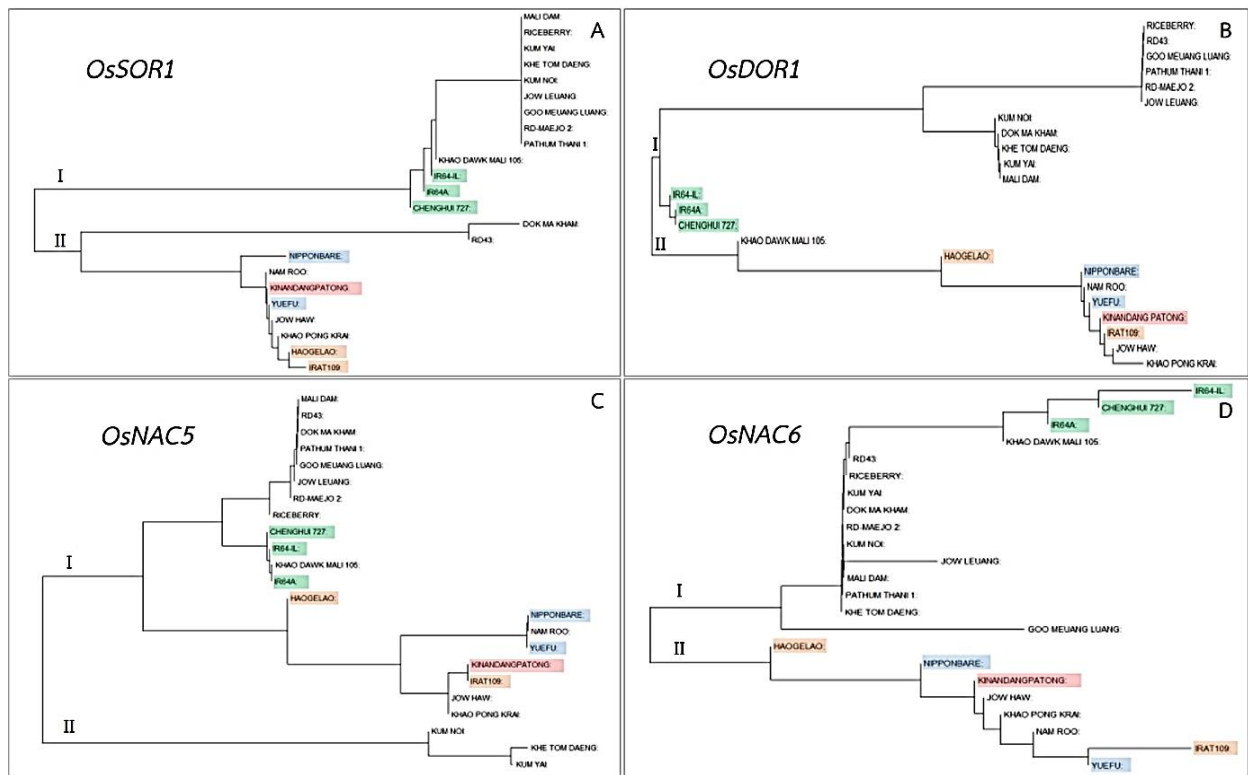 A
OsSOR1
MALI DAM:
RICEBERRY:
KUM YAI:
KHE TOM DAENG:
KUM NOI:
JOW LEUANG:
GOO MEUANG LUANG:
RD-MAEJO 2:
PATHUM THANI 1:
KHAO DAWK MALI 105:
IR64-IL:
IR64A:
CHENGHUI 727:
I
II
DOK MA KHAM:
RD43:
NIPPONBARE:
NAM ROO:
KINANDANGPATONG:
YUEFU:
JOW HAW:
KHAO PONG KRAI:
HAOGELAO:
IRAT109:
B
OsDOR1
RICEBERRY:
RD43:
GOO MEUANG LUANG:
PATHUM THANI 1:
RD-MAEJO 2:
JOW LEUANG:
KUM NOI:
DOK MA KHAM:
KHE TOM DAENG:
KUM YAI:
MALI DAM:
I
IR64-IL:
IR64A:
CHENGHUI 727:
II
KHAO DAWK MALI 105:
HAOGELAO:
NIPPONBARE:
NAM ROO:
YUEFU:
KINANDANG PATONG:
IRAT109:
JOW HAW:
KHAO PONG KRAI:
C
OsNAC5
MALI DAM:
RD43:
DOK MA KHAM:
PATHUM THANI 1:
GOO MEUANG LUANG:
JOW LEUANG:
RD-MAEJO 2:
RICEBERRY:
CHENGHUI 727:
IR64-IL:
KHAO DAWK MALI 105:
IR64A:
I
HAOGELAO:
NIPPONBARE:
NAM ROO:
YUEFU:
KINANDANGPATONG:
IRAT109:
JOW HAW:
KHAO PONG KRAI:
II
KUM NOI:
KHE TOM DAENG:
KUM YAI:
D
OsNAC6
IR64-IL:
CHENGHUI 727:
IR64A:
KHAO DAWK MALI 105:
RD43:
RICEBERRY:
KUM YAI:
DOK MA KHAM:
RD-MAEJO 2:
KUM NOI:
JOW LEUANG:
MALI DAM:
PATHUM THANI 1:
KHE TOM DAENG:
I
GOO MEUANG LUANG:
II
HAOGELAO:
NIPPONBARE:
KINANDANGPATONG:
JOW HAW:
KHAO PONG KRAI:
NAM ROO:
IRAT109:
YUEFU: